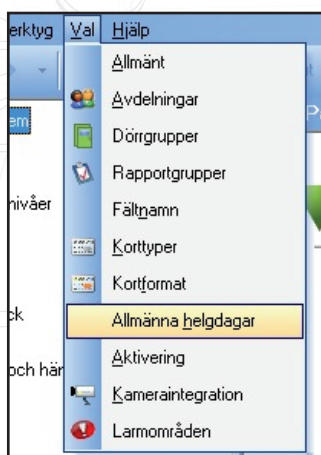 erktyg Val Hjälp
Allmänt
Avdelningar
em
Dörrgrupper
Rapportgrupper
nivåer
Fältnamn
Korttyper
Kortformat
ck
Allmänna helgdagar
Aktivering
och här
Kameraintegration
Larmområden